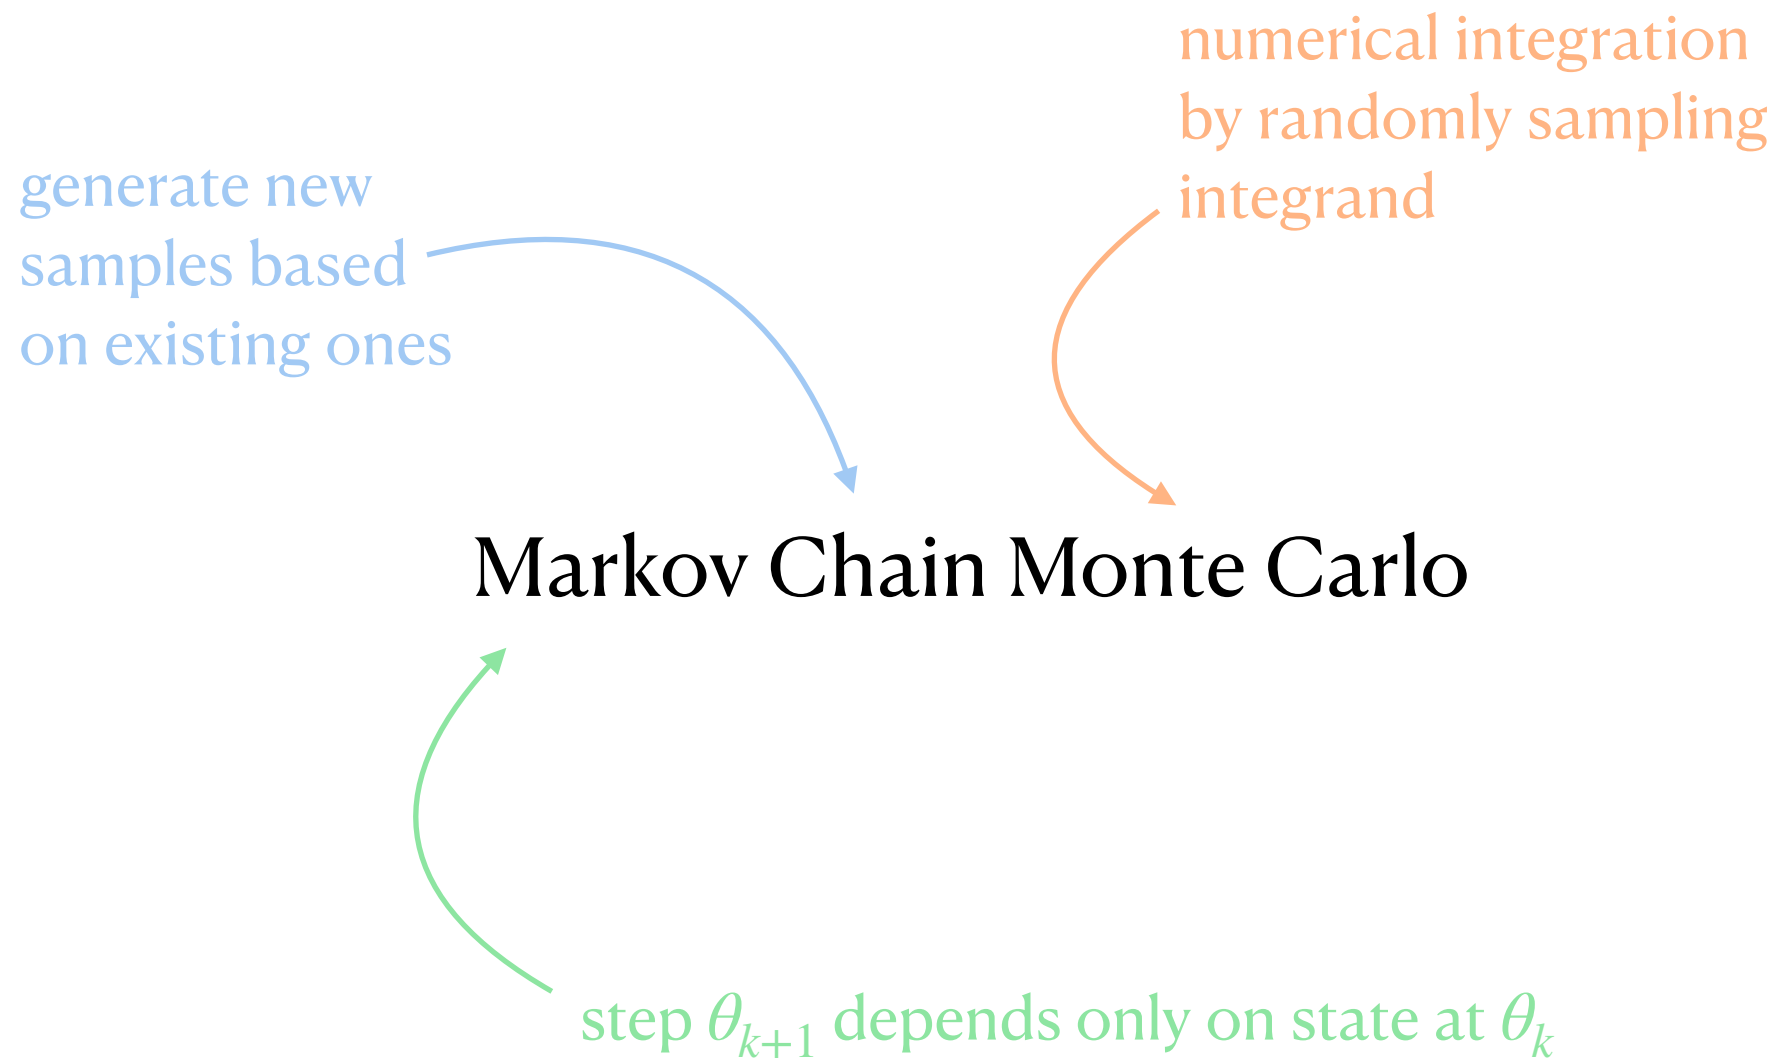 numerical integration
by randomly sampling
integrand
generate new
samples based
on existing ones
Markov Chain Monte Carlo
step θₖ₊₁ depends only on state at θₖ